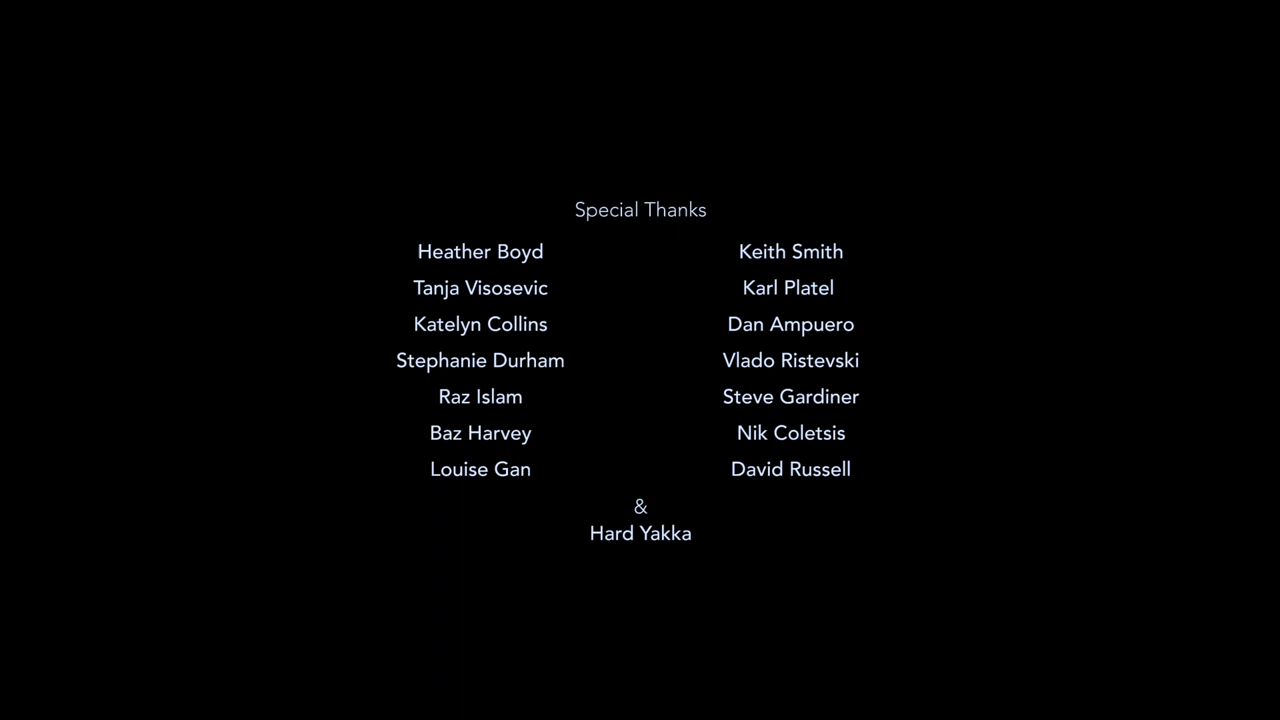 Special Thanks
Heather Boyd Keith Smith
Tanja Visosevic Karl Platel
Katelyn Collins Dan Ampuero
Stephanie Durham Vlado Ristevski
Raz Islam Steve Gardiner
Baz Harvey Nik Coletsis
Louise Gan David Russell
&
Hard Yakka